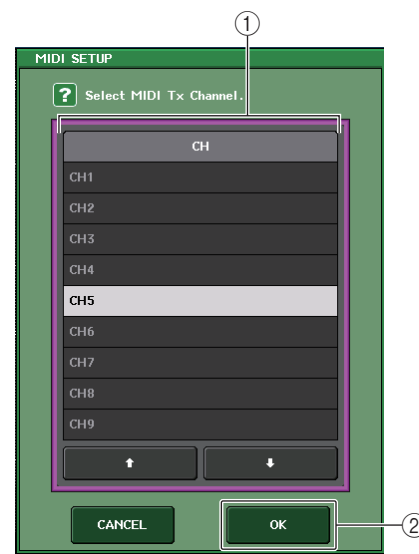 ①
MIDI SETUP
? Select MIDI Tx Channel.
CH
CH1
CH2
CH3
CH4
CH5
CH6
CH7
CH8
CH9
CANCEL
OK
②